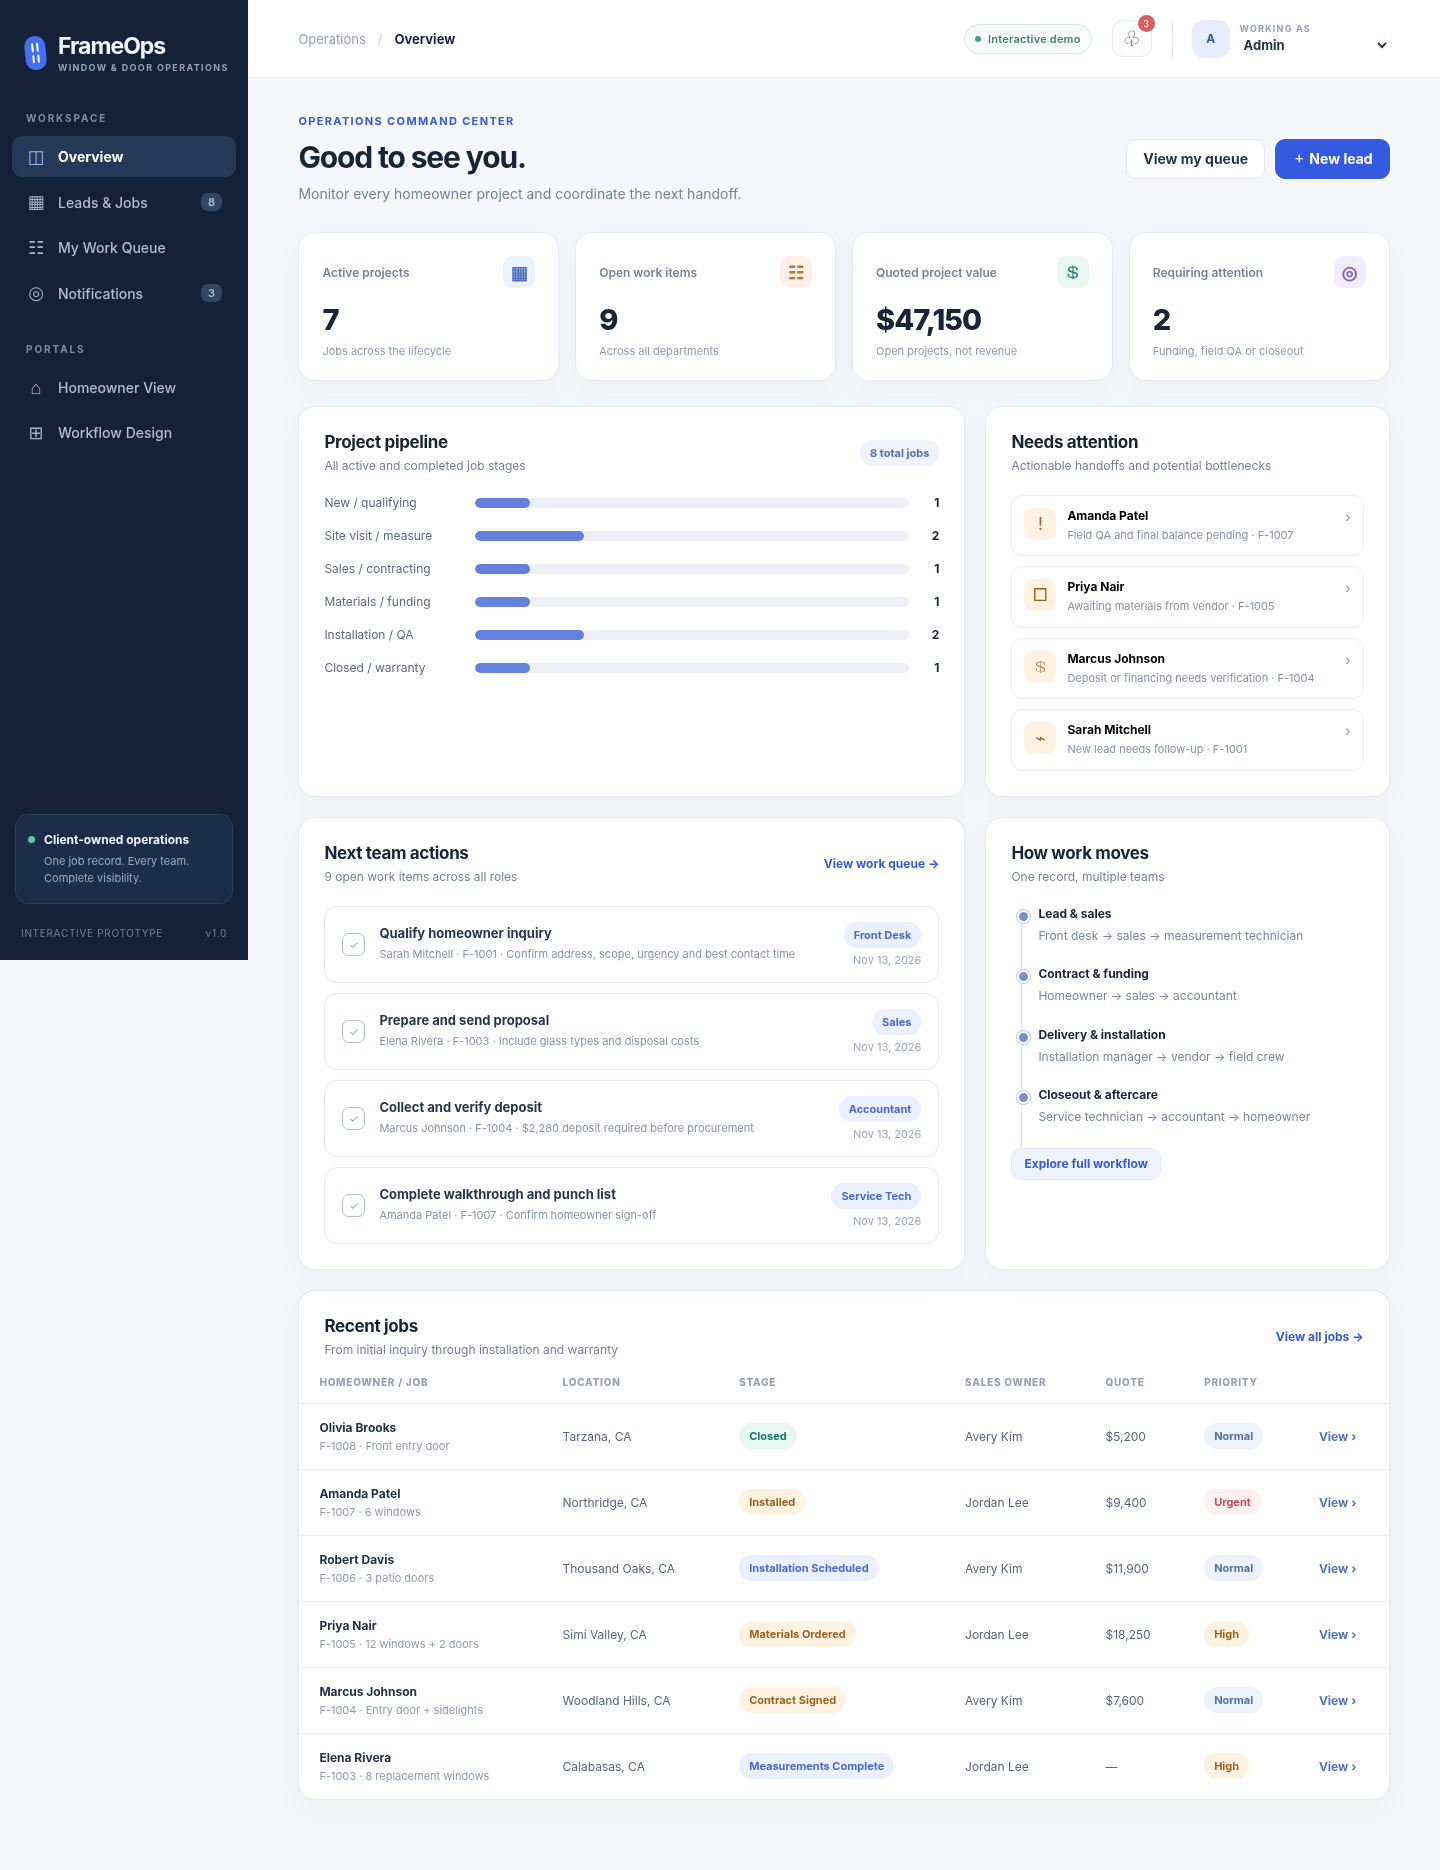 FrameOps
WINDOW & DOOR OPERATIONS
WORKSPACE
Overview
Leads & Jobs 8
My Work Queue
Notifications 3
PORTALS
Homeowner View
Workflow Design
Client-owned operations
One job record. Every team.
Complete visibility.
INTERACTIVE PROTOTYPE v1.0
Operations / Overview
Interactive demo
3
A
WORKING AS
Admin
OPERATIONS COMMAND CENTER
Good to see you.
Monitor every homeowner project and coordinate the next handoff.
View my queue
+ New lead
Active projects
7
Jobs across the lifecycle
Open work items
9
Across all departments
Quoted project value
$
$47,150
Open projects, not revenue
Requiring attention
2
Funding, field QA or closeout
Project pipeline
All active and completed job stages
8 total jobs
New / qualifying 1
Site visit / measure 2
Sales / contracting 1
Materials / funding 1
Installation / QA 2
Closed / warranty 1
Needs attention
Actionable handoffs and potential bottlenecks
! Amanda Patel ›
Field QA and final balance pending · F-1007
Priya Nair ›
Awaiting materials from vendor · F-1005
$ Marcus Johnson ›
Deposit or financing needs verification · F-1004
Sarah Mitchell ›
New lead needs follow-up · F-1001
Next team actions
9 open work items across all roles
View work queue →
Qualify homeowner inquiry
Sarah Mitchell · F-1001 · Confirm address, scope, urgency and best contact time
Front Desk
Nov 13, 2026
Prepare and send proposal
Elena Rivera · F-1003 · Include glass types and disposal costs
Sales
Nov 13, 2026
Collect and verify deposit
Marcus Johnson · F-1004 · $2,280 deposit required before procurement
Accountant
Nov 13, 2026
Complete walkthrough and punch list
Amanda Patel · F-1007 · Confirm homeowner sign-off
Service Tech
Nov 13, 2026
How work moves
One record, multiple teams
Lead & sales
Front desk → sales → measurement technician
Contract & funding
Homeowner → sales → accountant
Delivery & installation
Installation manager → vendor → field crew
Closeout & aftercare
Service technician → accountant → homeowner
Explore full workflow
Recent jobs
From initial inquiry through installation and warranty
View all jobs →
HOMEOWNER / JOB LOCATION STAGE SALES OWNER QUOTE PRIORITY
Olivia Brooks
F-1008 · Front entry door
Tarzana, CA Closed Avery Kim $5,200 Normal View ›
Amanda Patel
F-1007 · 6 windows
Northridge, CA Installed Jordan Lee $9,400 Urgent View ›
Robert Davis
F-1006 · 3 patio doors
Thousand Oaks, CA Installation Scheduled Avery Kim $11,900 Normal View ›
Priya Nair
F-1005 · 12 windows + 2 doors
Simi Valley, CA Materials Ordered Jordan Lee $18,250 High View ›
Marcus Johnson
F-1004 · Entry door + sidelights
Woodland Hills, CA Contract Signed Avery Kim $7,600 Normal View ›
Elena Rivera
F-1003 · 8 replacement windows
Calabasas, CA Measurements Complete Jordan Lee — High View ›